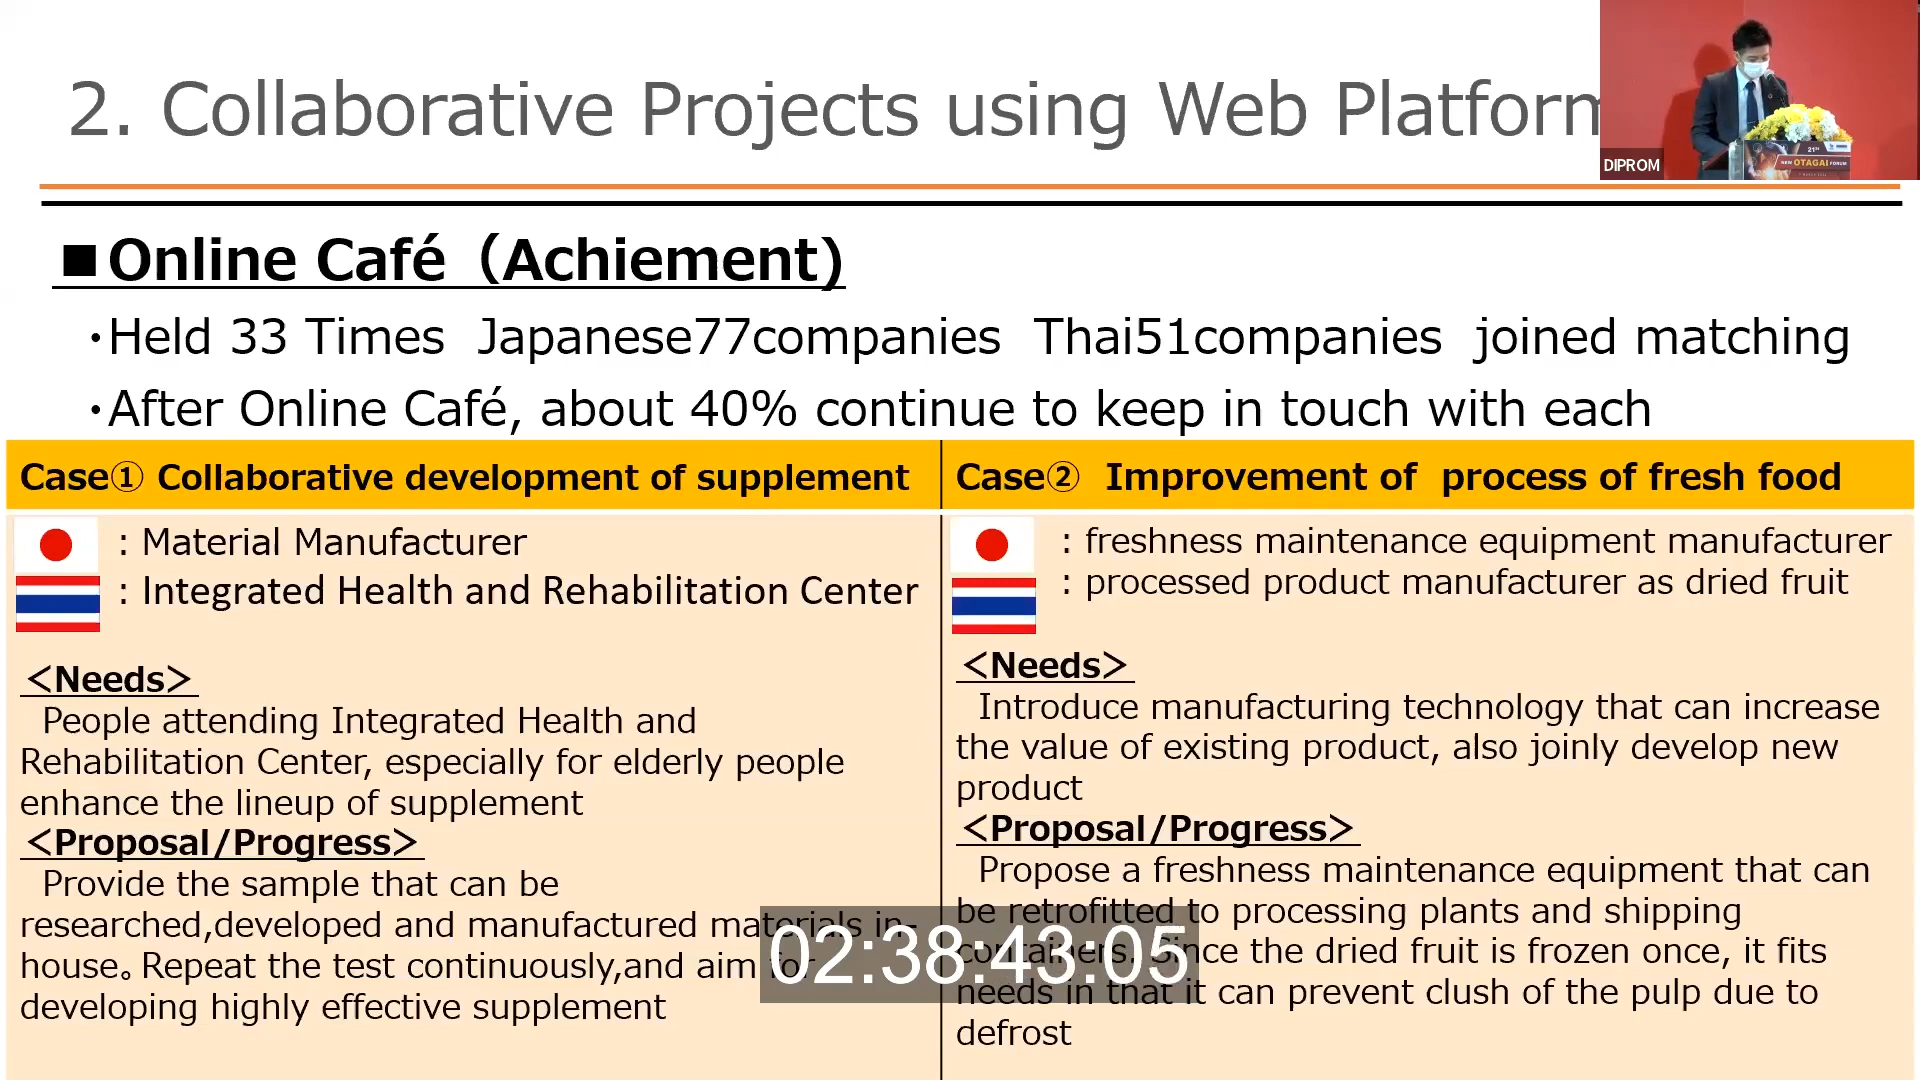 2. Collaborative Projects using Web Platform
DIPROM
21st
NEW OTAGAI FORUM
■Online Café（Achiement)
・Held 33 Times Japanese77companies Thai51companies joined matching
・After Online Café, about 40% continue to keep in touch with each
Case① Collaborative development of supplement
: Material Manufacturer
: Integrated Health and Rehabilitation Center
＜Needs＞
People attending Integrated Health and
Rehabilitation Center, especially for elderly people
enhance the lineup of supplement
＜Proposal/Progress＞
Provide the sample that can be
researched,developed and manufactured materials in-
house。Repeat the test continuously,and aim for
developing highly effective supplement
Case② Improvement of process of fresh food
: freshness maintenance equipment manufacturer
: processed product manufacturer as dried fruit
＜Needs＞
Introduce manufacturing technology that can increase
the value of existing product, also joinly develop new
product
＜Proposal/Progress＞
Propose a freshness maintenance equipment that can
be retrofitted to processing plants and shipping
containers. Since the dried fruit is frozen once, it fits
needs in that it can prevent clush of the pulp due to
defrost
02:38:43:05